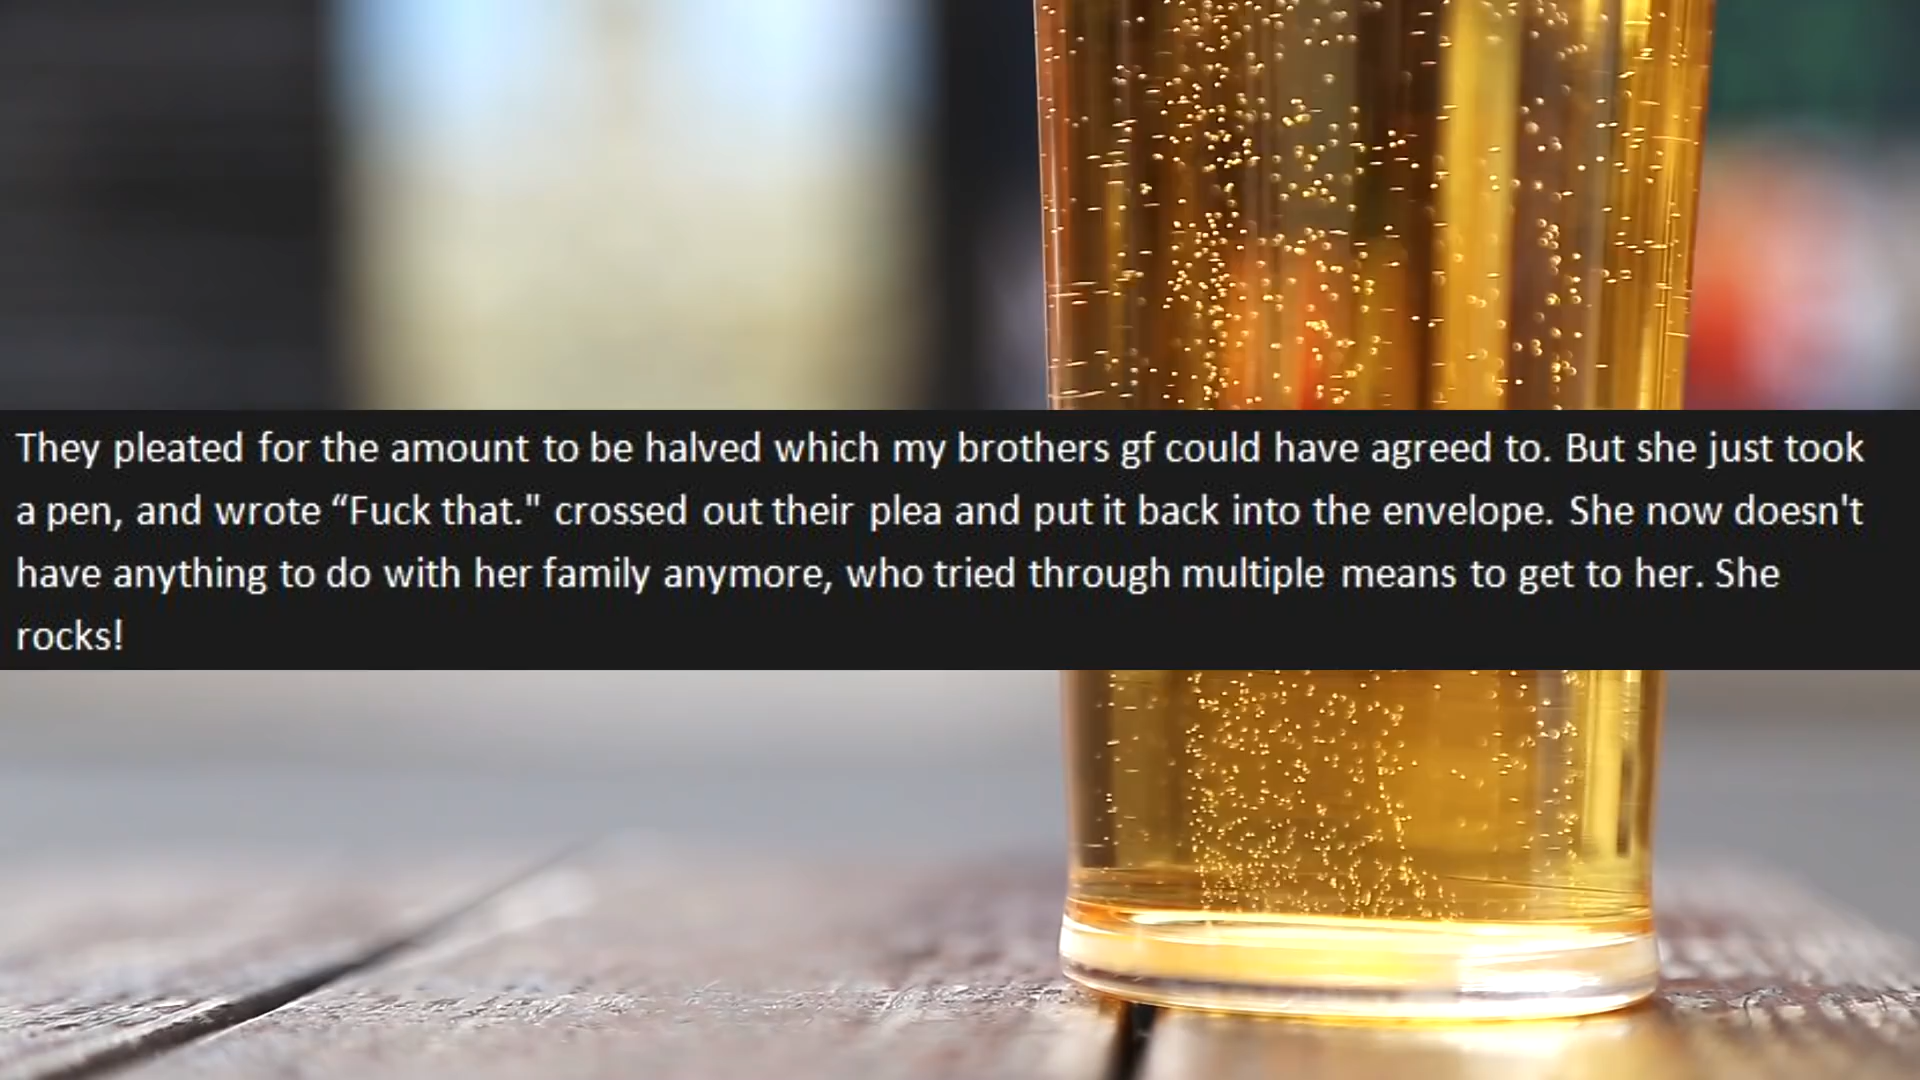 They pleated for the amount to be halved which my brothers gf could have agreed to. But she just took
a pen, and wrote “Fuck that." crossed out their plea and put it back into the envelope. She now doesn't
have anything to do with her family anymore, who tried through multiple means to get to her. She
rocks!